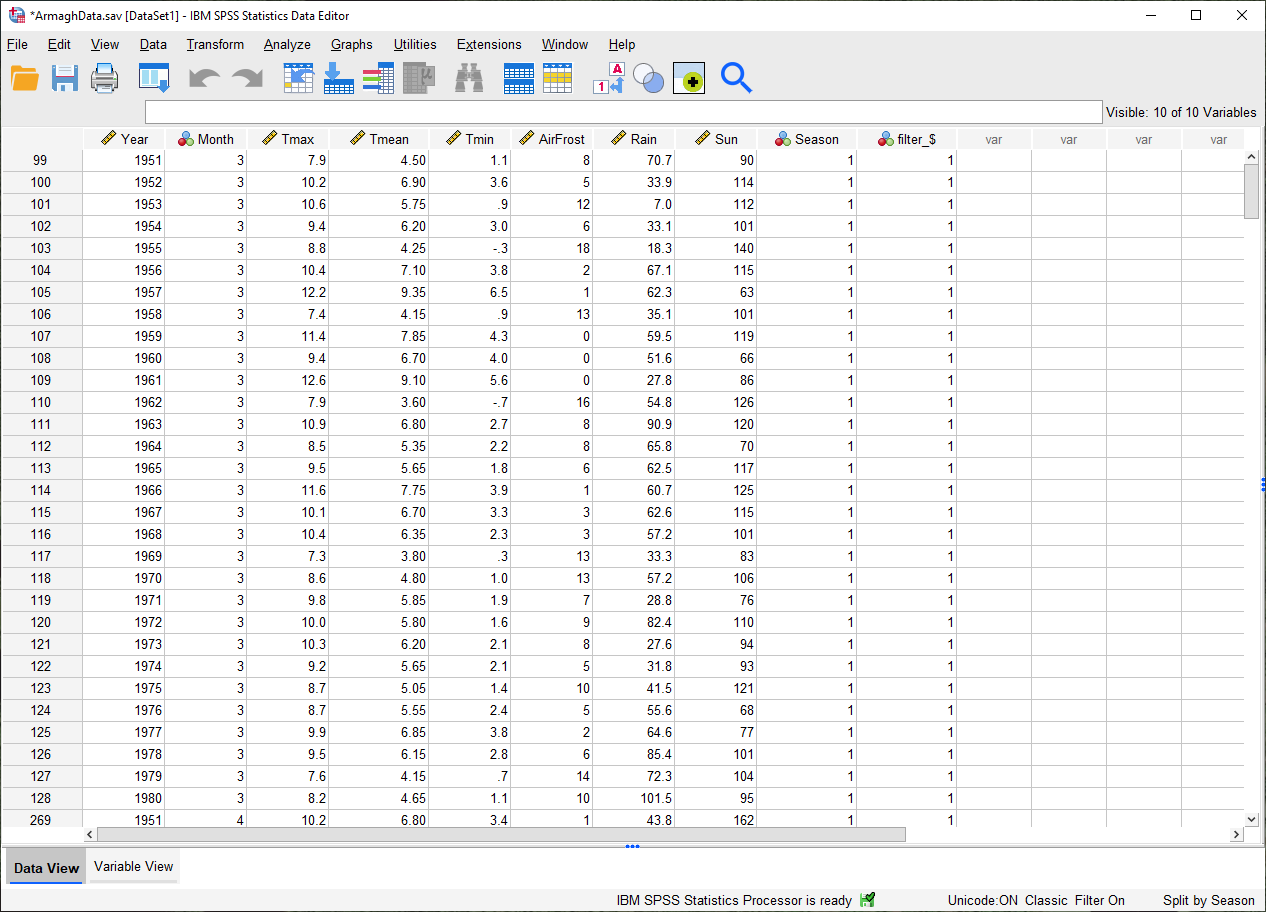 *ArmaghData.sav [DataSet1] - IBM SPSS Statistics Data Editor
File Edit View Data Transform Analyze Graphs Utilities Extensions Window Help
1 A μ
Visible: 10 of 10 Variables
Year Month Tmax Tmean Tmin AirFrost Rain Sun Season filter_$ var var var var
99 1951 3 7.9 4.50 1.1 8 70.7 90 1 1
100 1952 3 10.2 6.90 3.6 5 33.9 114 1 1
101 1953 3 10.6 5.75 .9 12 7.0 112 1 1
102 1954 3 9.4 6.20 3.0 6 33.1 101 1 1
103 1955 3 8.8 4.25 -.3 18 18.3 140 1 1
104 1956 3 10.4 7.10 3.8 2 67.1 115 1 1
105 1957 3 12.2 9.35 6.5 1 62.3 63 1 1
106 1958 3 7.4 4.15 .9 13 35.1 101 1 1
107 1959 3 11.4 7.85 4.3 0 59.5 119 1 1
108 1960 3 9.4 6.70 4.0 0 51.6 66 1 1
109 1961 3 12.6 9.10 5.6 0 27.8 86 1 1
110 1962 3 7.9 3.60 -.7 16 54.8 126 1 1
111 1963 3 10.9 6.80 2.7 8 90.9 120 1 1
112 1964 3 8.5 5.35 2.2 8 65.8 70 1 1
113 1965 3 9.5 5.65 1.8 6 62.5 117 1 1
114 1966 3 11.6 7.75 3.9 1 60.7 125 1 1
115 1967 3 10.1 6.70 3.3 3 62.6 115 1 1
116 1968 3 10.4 6.35 2.3 3 57.2 101 1 1
117 1969 3 7.3 3.80 .3 13 33.3 83 1 1
118 1970 3 8.6 4.80 1.0 13 57.2 106 1 1
119 1971 3 9.8 5.85 1.9 7 28.8 76 1 1
120 1972 3 10.0 5.80 1.6 9 82.4 110 1 1
121 1973 3 10.3 6.20 2.1 8 27.6 94 1 1
122 1974 3 9.2 5.65 2.1 5 31.8 93 1 1
123 1975 3 8.7 5.05 1.4 10 41.5 121 1 1
124 1976 3 8.7 5.55 2.4 5 55.6 68 1 1
125 1977 3 9.9 6.85 3.8 2 64.6 77 1 1
126 1978 3 9.5 6.15 2.8 6 85.4 101 1 1
127 1979 3 7.6 4.15 .7 14 72.3 104 1 1
128 1980 3 8.2 4.65 1.1 10 101.5 95 1 1
269 1951 4 10.2 6.80 3.4 1 43.8 162 1 1
Data View Variable View
IBM SPSS Statistics Processor is ready Unicode:ON Classic Filter On Split by Season